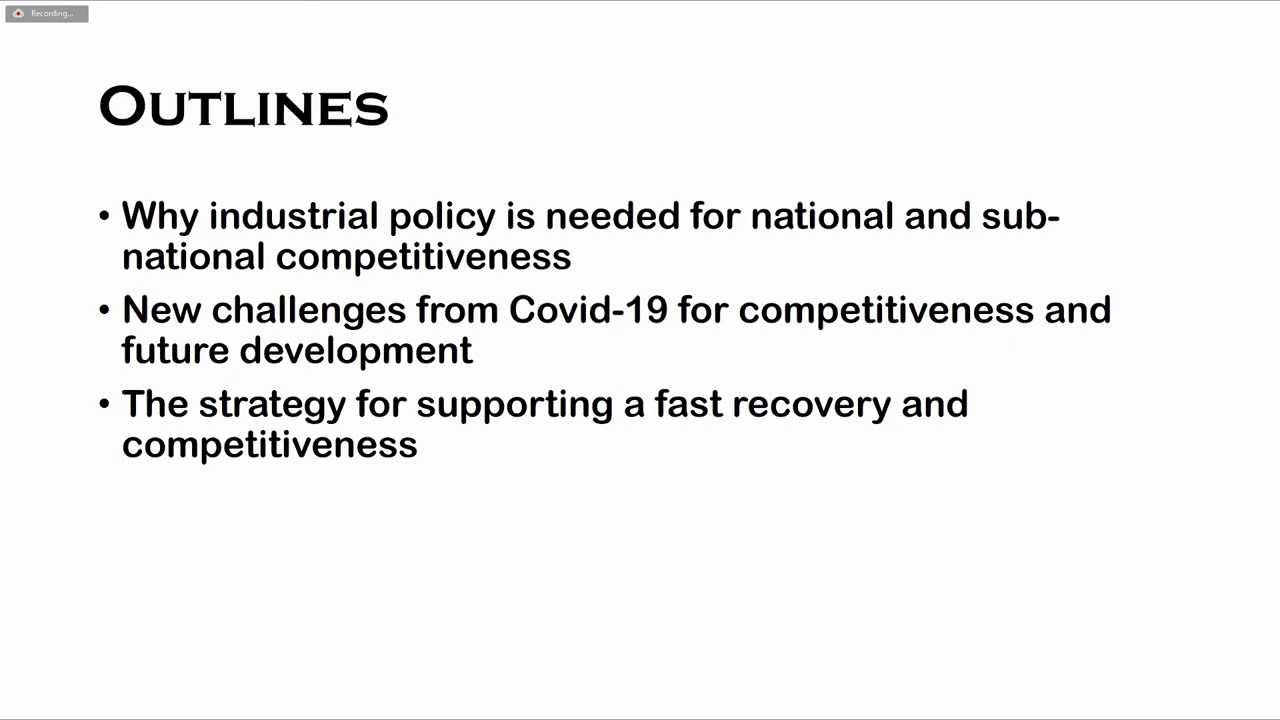 Recording...
OUTLINES
• Why industrial policy is needed for national and sub-
national competitiveness
• New challenges from Covid-19 for competitiveness and
future development
• The strategy for supporting a fast recovery and
competitiveness